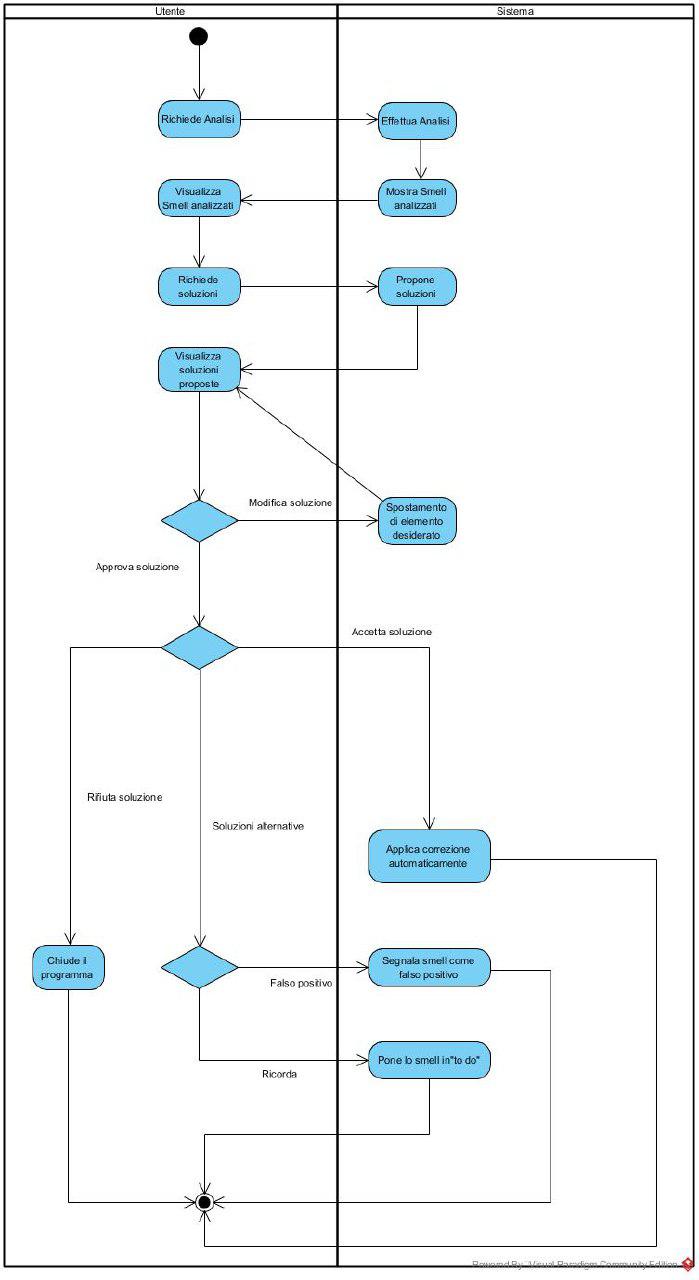 Utente
Sistema
Richiede Analisi
Effettua Analisi
Visualizza
Smell analizzati
Mostra Smell
analizzati
Richiede
soluzioni
Propone
soluzioni
Visualizza
soluzioni
proposte
Modifica soluzione
Spostamento
di elemento
desiderato
Approva soluzione
Accetta soluzione
Rifiuta soluzione
Soluzioni alternative
Applica correzione
automaticamente
Chiude il
programma
Segnala smell come
falso positivo
Falso positivo
Pone lo smell in"to do"
Ricorda
Powered By Visual Paradigm Community Edition